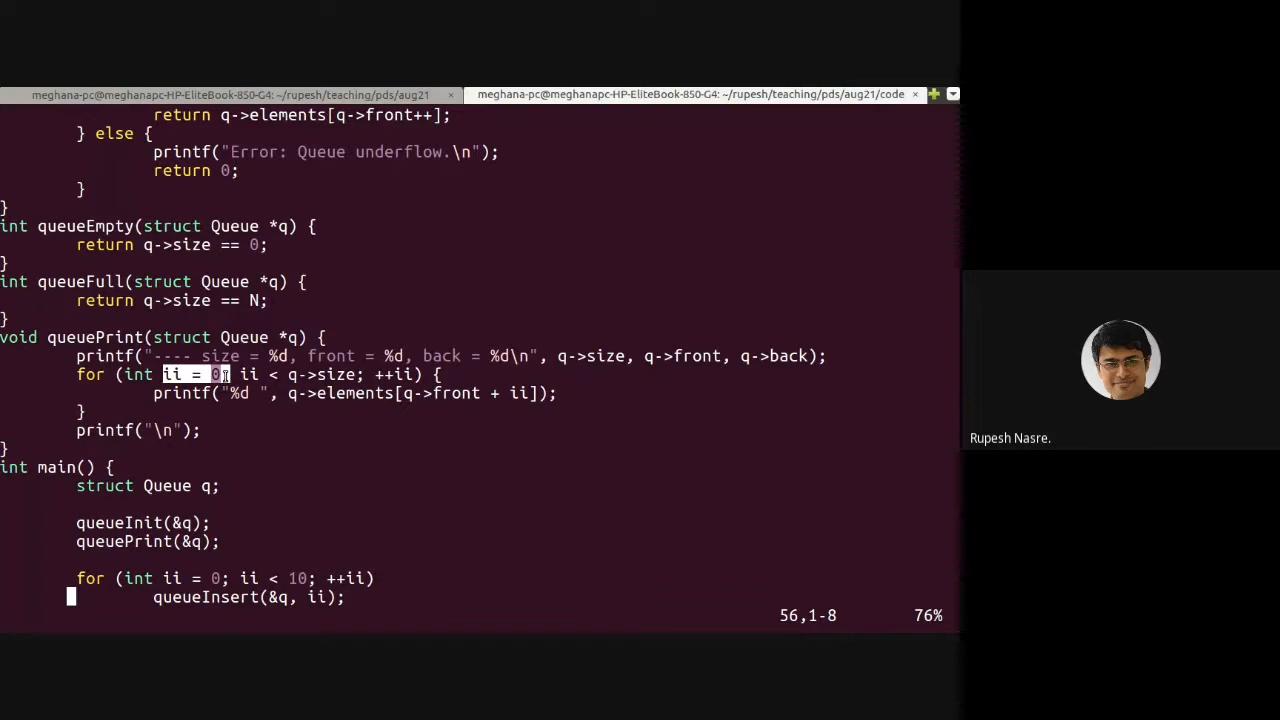 meghana-pc@meghanapc-HP-EliteBook-850-G4: ~/rupesh/teaching/pds/aug21 × meghana-pc@meghanapc-HP-EliteBook-850-G4: ~/rupesh/teaching/pds/aug21/code ×
return q->elements[q->front++];
} else {
printf("Error: Queue underflow.\n");
return 0;
}
}
int queueEmpty(struct Queue *q) {
return q->size == 0;
}
int queueFull(struct Queue *q) {
return q->size == N;
}
void queuePrint(struct Queue *q) {
printf("---- size = %d, front = %d, back = %d\n", q->size, q->front, q->back);
for (int ii = 0; ii < q->size; ++ii) {
printf("%d ", q->elements[q->front + ii]);
}
printf("\n");
}
int main() {
struct Queue q;
queueInit(&q);
queuePrint(&q);
for (int ii = 0; ii < 10; ++ii)
queueInsert(&q, ii);
56,1-8 76%
Rupesh Nasre.